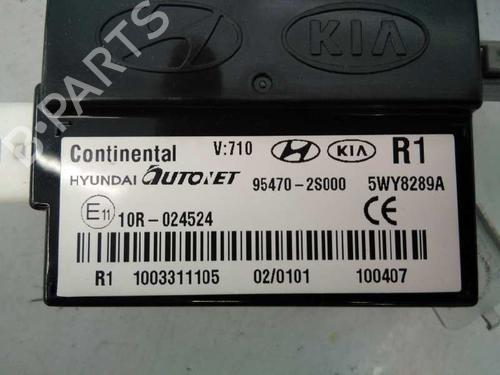 B-PARTS
KIA
Continental V:710 HYUNDAI KIA R1
HYUNDAI AUTONET 95470-2S000 5WY8289A
E11 10R-024524 CE
R1 1003311105 02/0101 100407